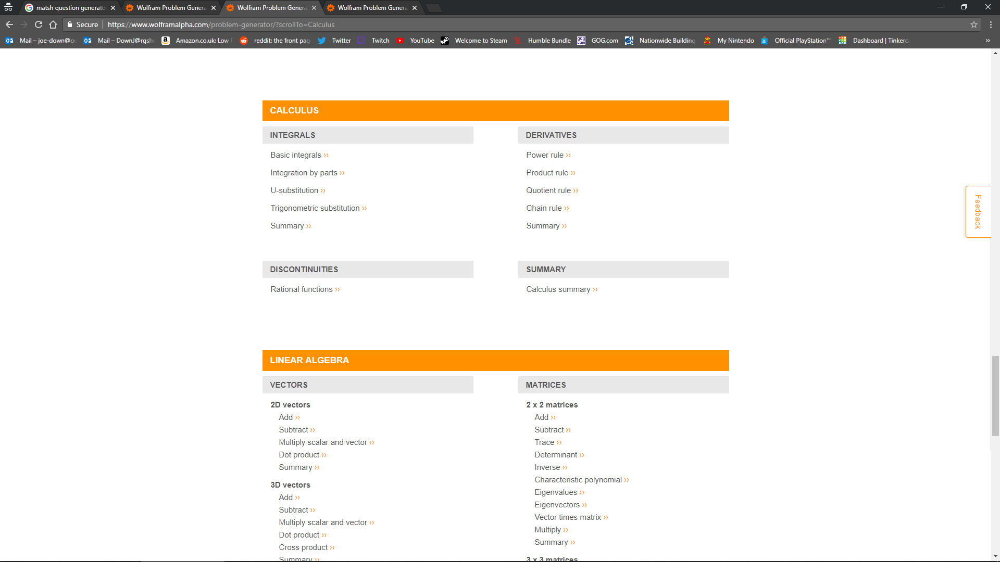 matsh question generato
Wolfram Problem Genera
Wolfram Problem Genera
Wolfram Problem Genera
Secure https://www.wolframalpha.com/problem-generator/?scrollTo=Calculus
Mail – joe-down@ou
Mail – DownJ@rgshw
Amazon.co.uk: Low
reddit: the front pag
Twitter
Twitch
YouTube
Welcome to Steam
Humble Bundle
GOG.com
Nationwide Building
My Nintendo
Official PlayStation™
Dashboard | Tinkerc
CALCULUS
INTEGRALS
Basic integrals ››
Integration by parts ››
U-substitution ››
Trigonometric substitution ››
Summary ››
DERIVATIVES
Power rule ››
Product rule ››
Quotient rule ››
Chain rule ››
Summary ››
DISCONTINUITIES
Rational functions ››
SUMMARY
Calculus summary ››
Feedback
LINEAR ALGEBRA
VECTORS
2D vectors
Add ››
Subtract ››
Multiply scalar and vector ››
Dot product ››
Summary ››
3D vectors
Add ››
Subtract ››
Multiply scalar and vector ››
Dot product ››
Cross product ››
Summary ››
MATRICES
2 x 2 matrices
Add ››
Subtract ››
Trace ››
Determinant ››
Inverse ››
Characteristic polynomial ››
Eigenvalues ››
Eigenvectors ››
Vector times matrix ››
Multiply ››
Summary ››
3 x 3 matrices